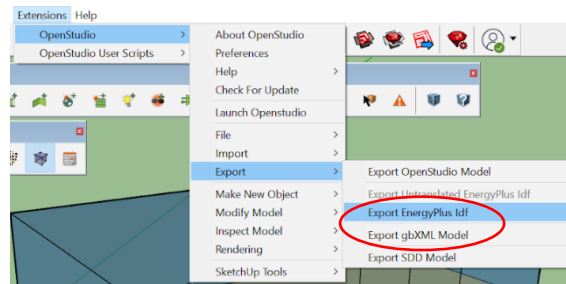 Extensions Help
OpenStudio >
OpenStudio User Scripts >
About OpenStudio
Preferences
Help >
Check For Update
Launch Openstudio
File >
Import >
Export >
Make New Object >
Modify Model >
Inspect Model >
Rendering >
SketchUp Tools >
Export OpenStudio Model
Export Untranslated EnergyPlus Idf
Export EnergyPlus Idf
Export gbXML Model
Export SDD Model